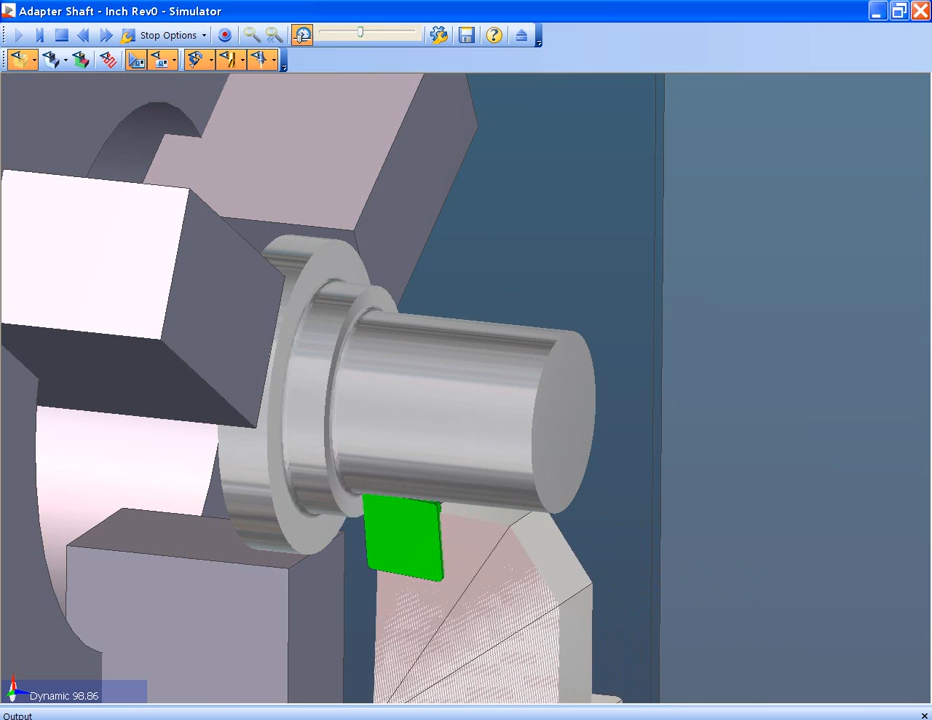 Adapter Shaft - Inch Rev0 - Simulator
Stop Options
Dynamic 98.86
Output